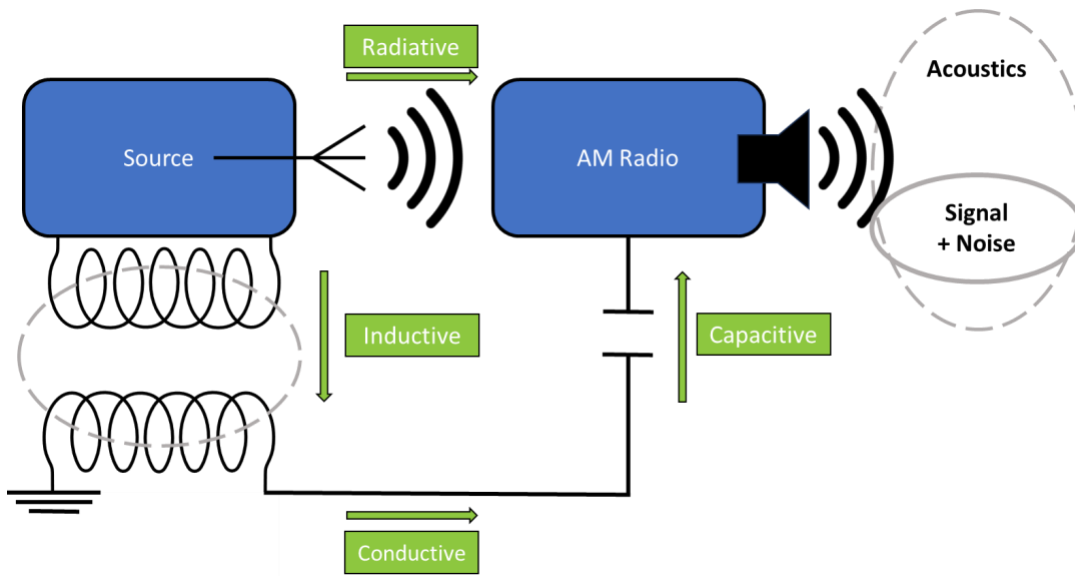 Radiative
Acoustics
Source
AM Radio
Signal
+ Noise
Inductive
Capacitive
Conductive